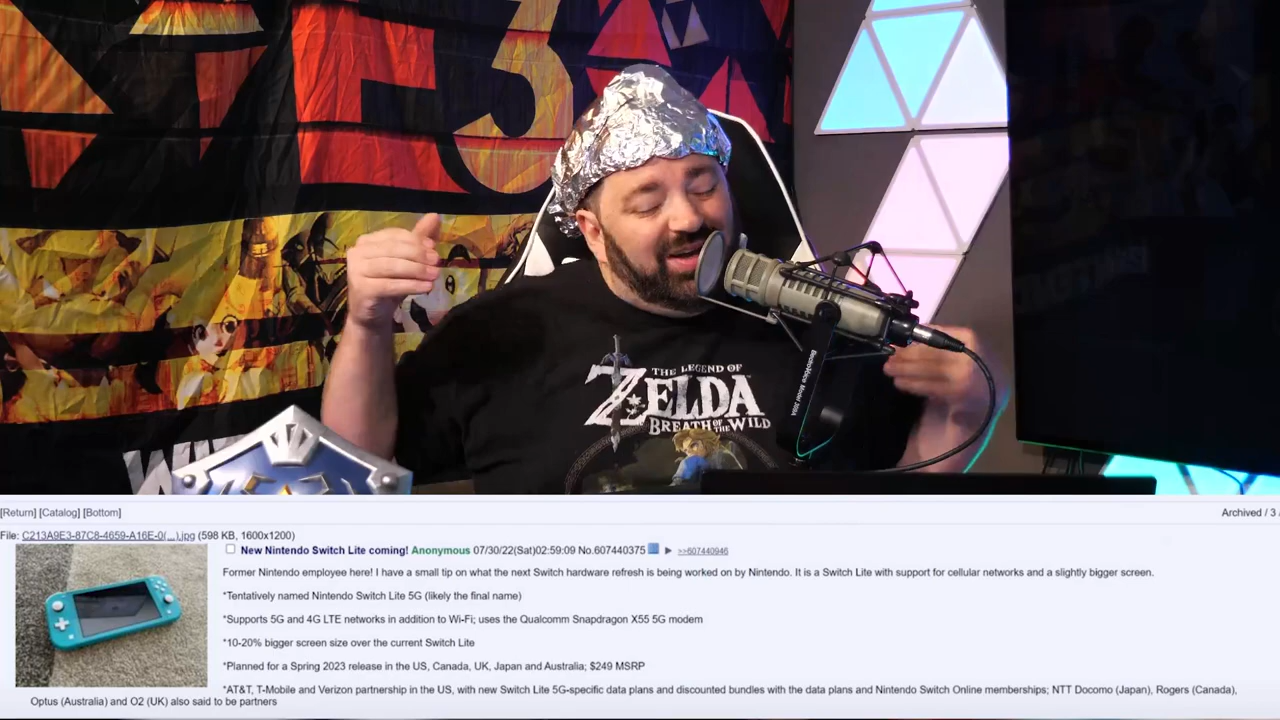 THE LEGEND OF
ZELDA
BREATH OF THE WILD
[Return] [Catalog] [Bottom]
Archived / 3 /
File: C213A9E3-87C8-4659-A16E-0(...).jpg (598 KB, 1600x1200)
New Nintendo Switch Lite coming! Anonymous 07/30/22(Sat)02:59:09 No.607440375 ▶ >>607440946
Former Nintendo employee here! I have a small tip on what the next Switch hardware refresh is being worked on by Nintendo. It is a Switch Lite with support for cellular networks and a slightly bigger screen.
*Tentatively named Nintendo Switch Lite 5G (likely the final name)
*Supports 5G and 4G LTE networks in addition to Wi-Fi; uses the Qualcomm Snapdragon X55 5G modem
*10-20% bigger screen size over the current Switch Lite
*Planned for a Spring 2023 release in the US, Canada, UK, Japan and Australia; $249 MSRP
*AT&T, T-Mobile and Verizon partnership in the US, with new Switch Lite 5G-specific data plans and discounted bundles with the data plans and Nintendo Switch Online memberships; NTT Docomo (Japan), Rogers (Canada),
Optus (Australia) and O2 (UK) also said to be partners